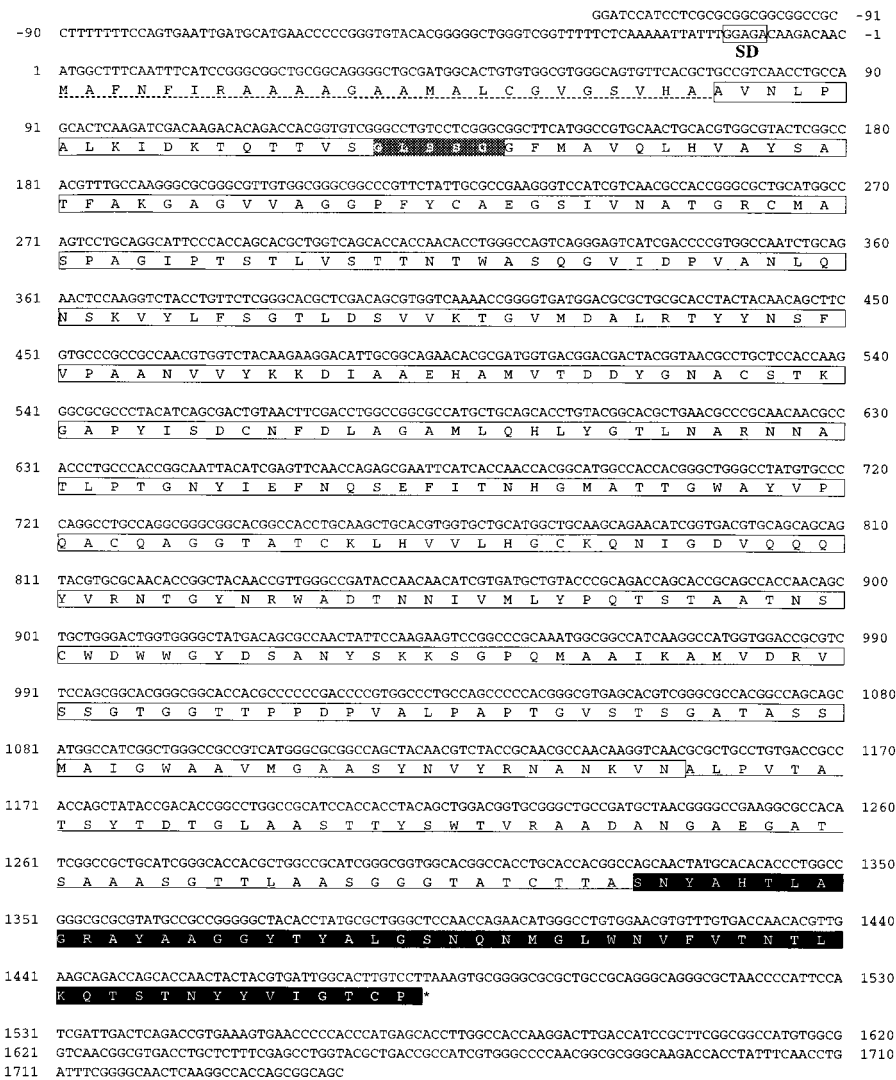 GGATCCATCCTCGCGCGGCGGCGGCCGC -91
-90 CTTTTTTTCCAGTGAATTGATGCATGAACCCCCGGGTGTACACGGGGGCTGGGTCGGTTTTTCTCAAAAATTATTTGGAGACAAGACAAC -1
SD
1 ATGGCTTTCAATTTCATCCGGGCGGCTGCGGCAGGGGCTGCGATGGCACTGTGTGGCGTGGGCAGTGTTCACGCTGCCGTCAACCTGCCA 90
M A F N F I R A A A A G A A M A L C G V G S V H A A V N L P
91 GCACTCAAGATCGACAAGACACAGACCACGGTGTCGGGCCTGTCCTCGGGCGGCTTCATGGCCGTGCAACTGCACGTGGCGTACTCGGCC 180
A L K I D K T Q T T V S G L S S G G F M A V Q L H V A Y S A
181 ACGTTTGCCAAGGGCGCGGGCGTTGTGGCGGGCGGCCCGTTCTATTGCGCCGAAGGGTCCATCGTCAACGCCACCGGGCGCTGCATGGCC 270
T F A K G A G V V A G G P F Y C A E G S I V N A T G R C M A
271 AGTCCTGCAGGCATTCCCACCAGCACGCTGGTCAGCACCACCAACACCTGGGCCAGTCAGGGAGTCATCGACCCCGTGGCCAATCTGCAG 360
S P A G I P T S T L V S T T N T W A S Q G V I D P V A N L Q
361 AACTCCAAGGTCTACCTGTTCTCGGGCACGCTCGACAGCGTGGTCAAAACCGGGGTGATGGACGCGCTGCGCACCTACTACAACAGCTTC 450
N S K V Y L F S G T L D S V V K T G V M D A L R T Y Y N S F
451 GTGCCCGCCGCCAACGTGGTCTACAAGAAGGACATTGCGGCAGAACACGCGATGGTGACGGACGACTACGGTAACGCCTGCTCCACCAAG 540
V P A A N V V Y K K D I A A E H A M V T D D Y G N A C S T K
541 GGCGCGCCCTACATCAGCGACTGTAACTTCGACCTGGCCGGCGCCATGCTGCAGCACCTGTACGGCACGCTGAACGCCCGCAACAACGCC 630
G A P Y I S D C N F D L A G A M L Q H L Y G T L N A R N N A
631 ACCCTGCCCACCGGCAATTACATCGAGTTCAACCAGAGCGAATTCATCACCAACCACGGCATGGCCACCACGGGCTGGGCCTATGTGCCC 720
T L P T G N Y I E F N Q S E F I T N H G M A T T G W A Y V P
721 CAGGCCTGCCAGGCGGGCGGCACGGCCACCTGCAAGCTGCACGTGGTGCTGCATGGCTGCAAGCAGAACATCGGTGACGTGCAGCAGCAG 810
Q A C Q A G G T A T C K L H V V L H G C K Q N I G D V Q Q Q
811 TACGTGCGCAACACCGGCTACAACCGTTGGGCCGATACCAACAACATCGTGATGCTGTACCCGCAGACCAGCACCGCAGCCACCAACAGC 900
Y V R N T G Y N R W A D T N N I V M L Y P Q T S T A A T N S
901 TGCTGGGACTGGTGGGGCTATGACAGCGCCAACTATTCCAAGAAGTCCGGCCCGCAAATGGCGGCCATCAAGGCCATGGTGGACCGCGTC 990
C W D W W G Y D S A N Y S K K S G P Q M A A I K A M V D R V
991 TCCAGCGGCACGGGCGGCACCACGCCCCCCGACCCCGTGGCCCTGCCAGCCCCCACGGGCGTGAGCACGTCGGGCGCCACGGCCAGCAGC 1080
S S G T G G T T P P D P V A L P A P T G V S T S G A T A S S
1081 ATGGCCATCGGCTGGGCCGCCGTCATGGGCGCGGCCAGCTACAACGTCTACCGCAACGCCAACAAGGTCAACGCGCTGCCTGTGACCGCC 1170
M A I G W A A V M G A A S Y N V Y R N A N K V N A L P V T A
1171 ACCAGCTATACCGACACCGGCCTGGCCGCATCCACCACCTACAGCTGGACGGTGCGGGCTGCCGATGCTAACGGGGCCGAAGGCGCCACA 1260
T S Y T D T G L A A S T T Y S W T V R A A D A N G A E G A T
1261 TCGGCCGCTGCATCGGGCACCACGCTGGCCGCATCGGGCGGTGGCACGGCCACCTGCACCACGGCCAGCAACTATGCACACACCCTGGCC 1350
S A A A S G T T L A A S G G G T A T C T T A S N Y A H T L A
1351 GGGCGCGCGTATGCCGCCGGGGGCTACACCTATGCGCTGGGCTCCAACCAGAACATGGGCCTGTGGAACGTGTTTGTGACCAACACGTTG 1440
G R A Y A A G G Y T Y A L G S N Q N M G L W N V F V T N T L
1441 AAGCAGACCAGCACCAACTACTACGTGATTGGCACTTGTCCTTAAAGTGCGGGGCGCGCTGCCGCAGGGCAGGGCGCTAACCCCATTCCA 1530
K Q T S T N Y Y V I G T C P *
1531 TCGATTGACTCAGACCGTGAAAGTGAACCCCCACCCATGAGCACCTTGGCCACCAAGGACTTGACCATCCGCTTCGGCGGCCATGTGGCG 1620
1621 GTCAACGGCGTGACCTGCTCTTTCGAGCCTGGTACGCTGACCGCCATCGTGGGCCCCAACGGCGCGGGCAAGACCACCTATTTCAACCTG 1710
1711 ATTTCGGGGCAACTCAAGGCCACCAGCGGCAGC